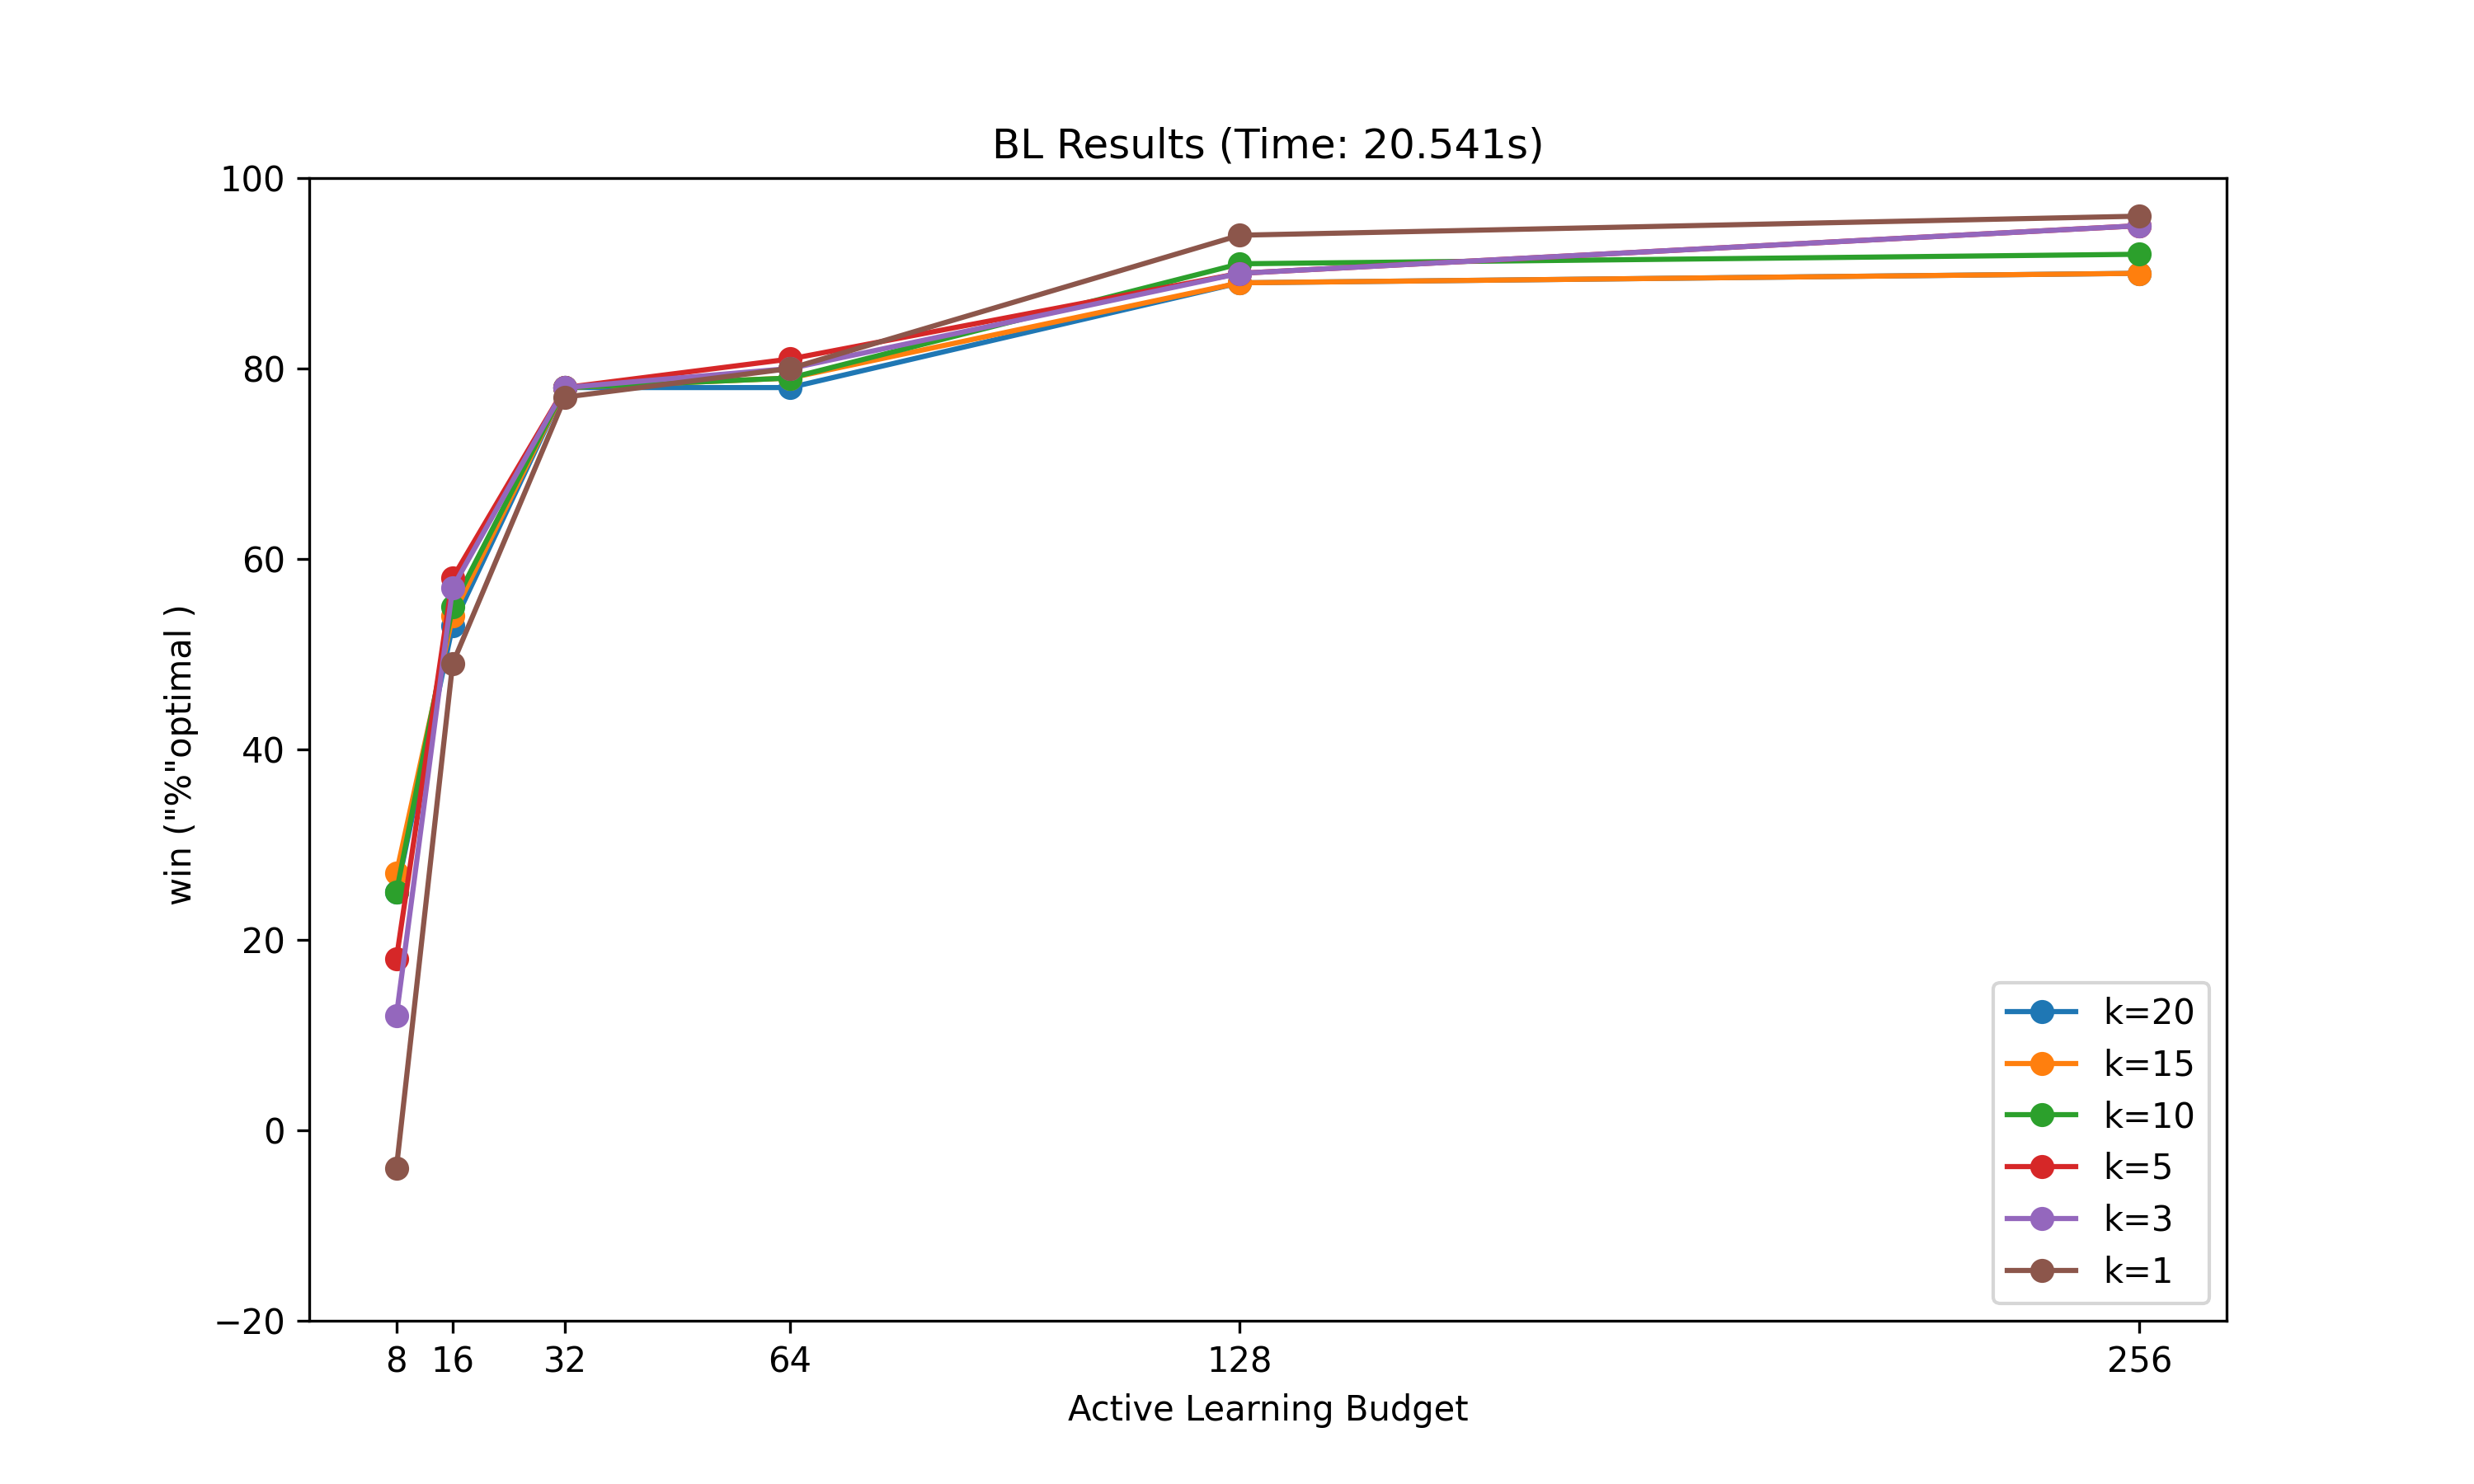 BL Results (Time: 20.541s)
100
80
60
40
20
0
−20
win ("%"optimal )
8 16 32 64 128 256
Active Learning Budget
k=20
k=15
k=10
k=5
k=3
k=1